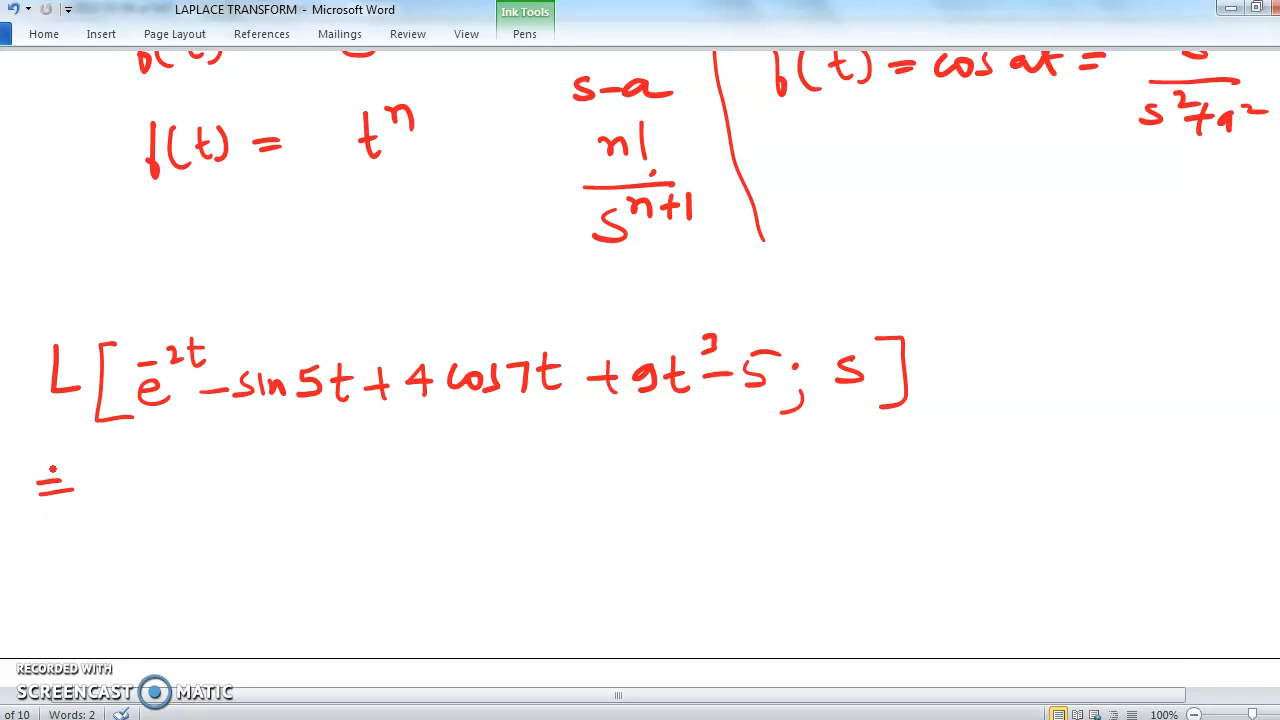 LAPLACE TRANSFORM - Microsoft Word
Ink Tools
Home Insert Page Layout References Mailings Review View Pens
s-a
f(t) = cos at =
s²+a²
f(t) = tⁿ
n!
sⁿ⁺¹
L[e⁻²ᵗ - sin 5t + 4 cos 7t + 9t³ - 5; s]
=
RECORDED WITH
SCREENCAST MATIC
of 10 Words: 2 100%